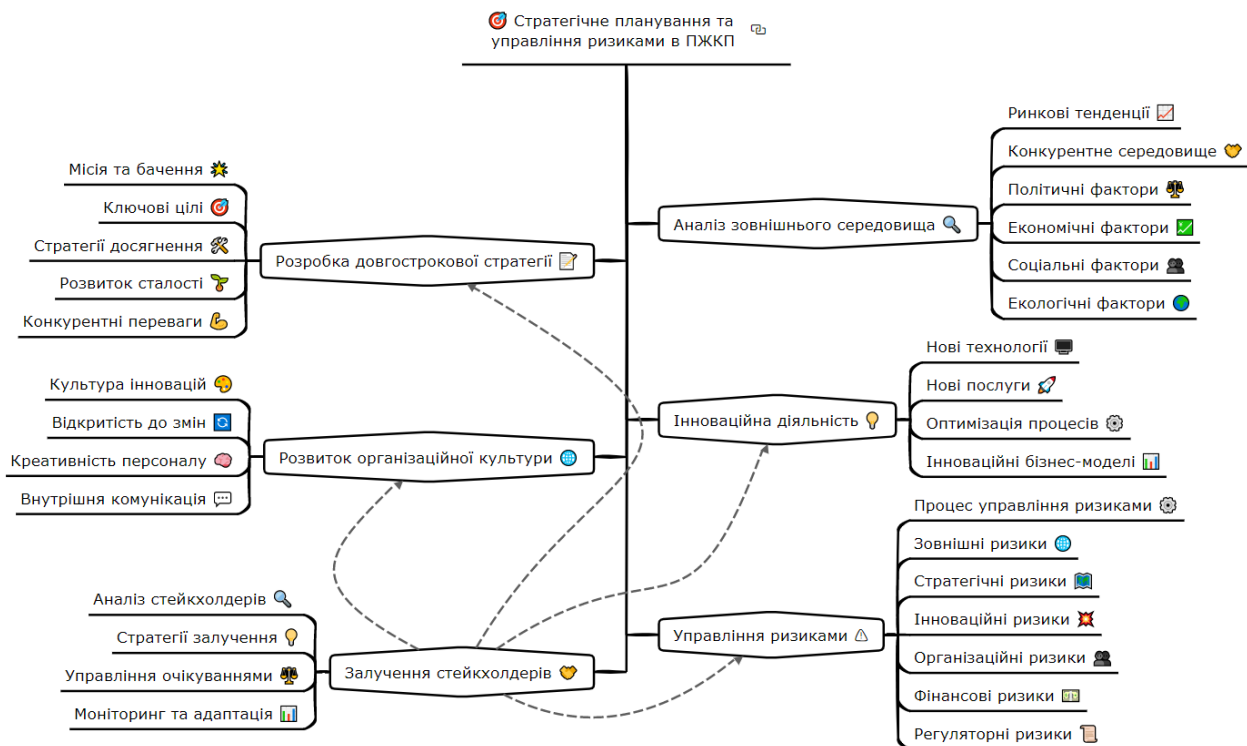 🎯 Стратегічне планування та
управління ризиками в ПЖКП
Розробка довгострокової стратегії 📝
Місія та бачення 🌟
Ключові цілі 🎯
Стратегії досягнення 🛠
Розвиток сталості 🌱
Конкурентні переваги 💪
Розвиток організаційної культури 🌐
Культура інновацій 🎨
Відкритість до змін 🔄
Креативність персоналу 🧠
Внутрішня комунікація 💬
Залучення стейкхолдерів 🤝
Аналіз стейкхолдерів 🔍
Стратегії залучення 💡
Управління очікуваннями ⚖
Моніторинг та адаптація 📊
Аналіз зовнішнього середовища 🔍
Ринкові тенденції 📈
Конкурентне середовище 🤝
Політичні фактори ⚖
Економічні фактори 💹
Соціальні фактори 👥
Екологічні фактори 🌍
Інноваційна діяльність 💡
Нові технології 🖥
Нові послуги 🚀
Оптимізація процесів ⚙
Інноваційні бізнес-моделі 📊
Управління ризиками ⚠
Процес управління ризиками ⚙
Зовнішні ризики 🌐
Стратегічні ризики 🗺
Інноваційні ризики 💥
Організаційні ризики 👥
Фінансові ризики 💵
Регуляторні ризики 📜